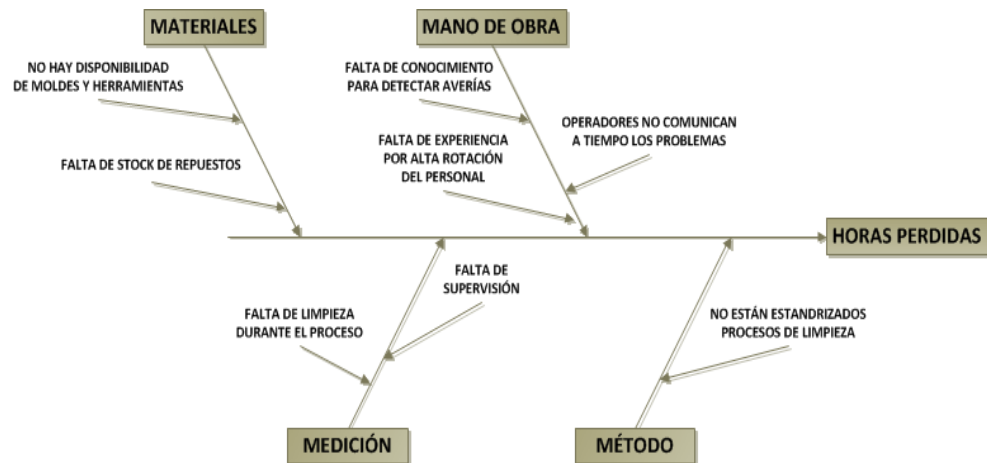 MATERIALES
MANO DE OBRA
NO HAY DISPONIBILIDAD
DE MOLDES Y HERRAMIENTAS
FALTA DE STOCK DE REPUESTOS
FALTA DE CONOCIMIENTO
PARA DETECTAR AVERÍAS
FALTA DE EXPERIENCIA
POR ALTA ROTACIÓN
DEL PERSONAL
OPERADORES NO COMUNICAN
A TIEMPO LOS PROBLEMAS
HORAS PERDIDAS
FALTA DE LIMPIEZA
DURANTE EL PROCESO
FALTA DE
SUPERVISIÓN
NO ESTÁN ESTANDRIZADOS
PROCESOS DE LIMPIEZA
MEDICIÓN
MÉTODO